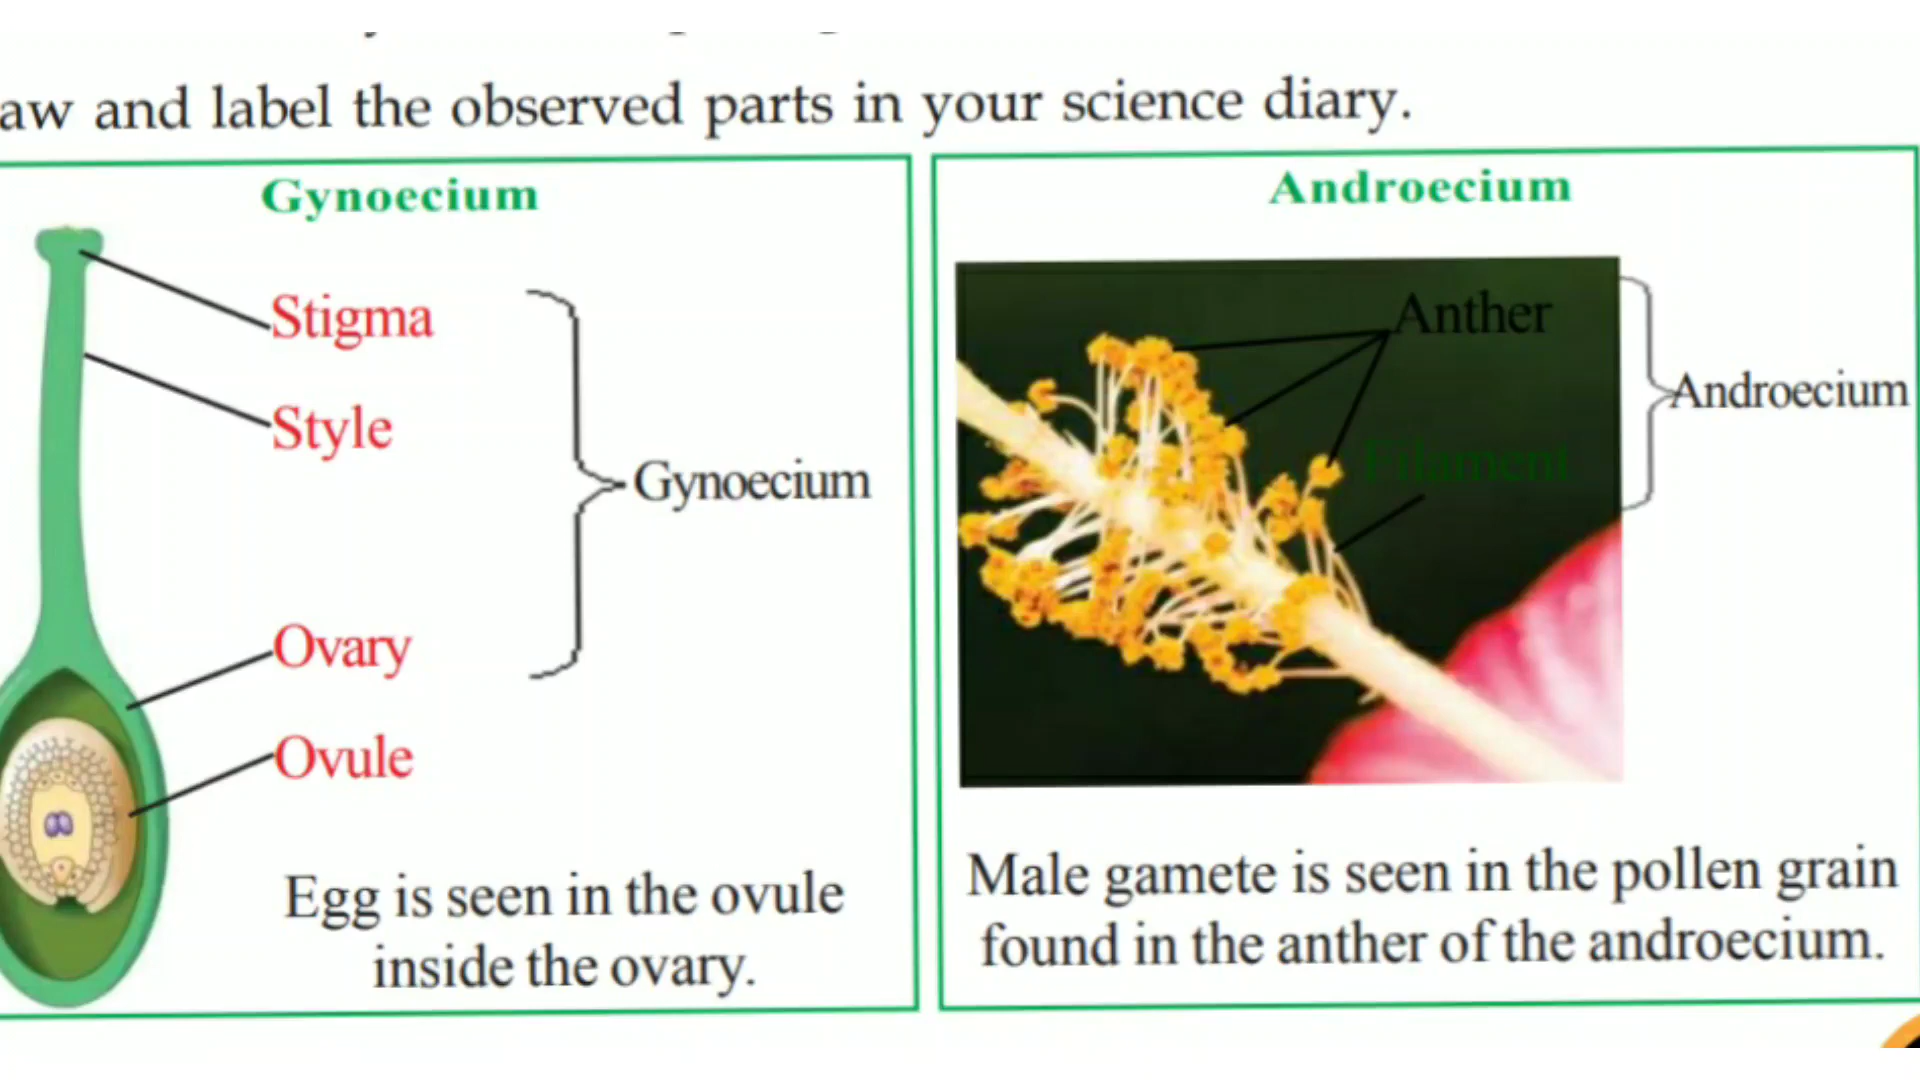 aw and label the observed parts in your science diary.
Gynoecium
Stigma
Style
Gynoecium
Ovary
Ovule
Egg is seen in the ovule
inside the ovary.
Androecium
Anther
Androecium
Filament
Male gamete is seen in the pollen grain
found in the anther of the androecium.